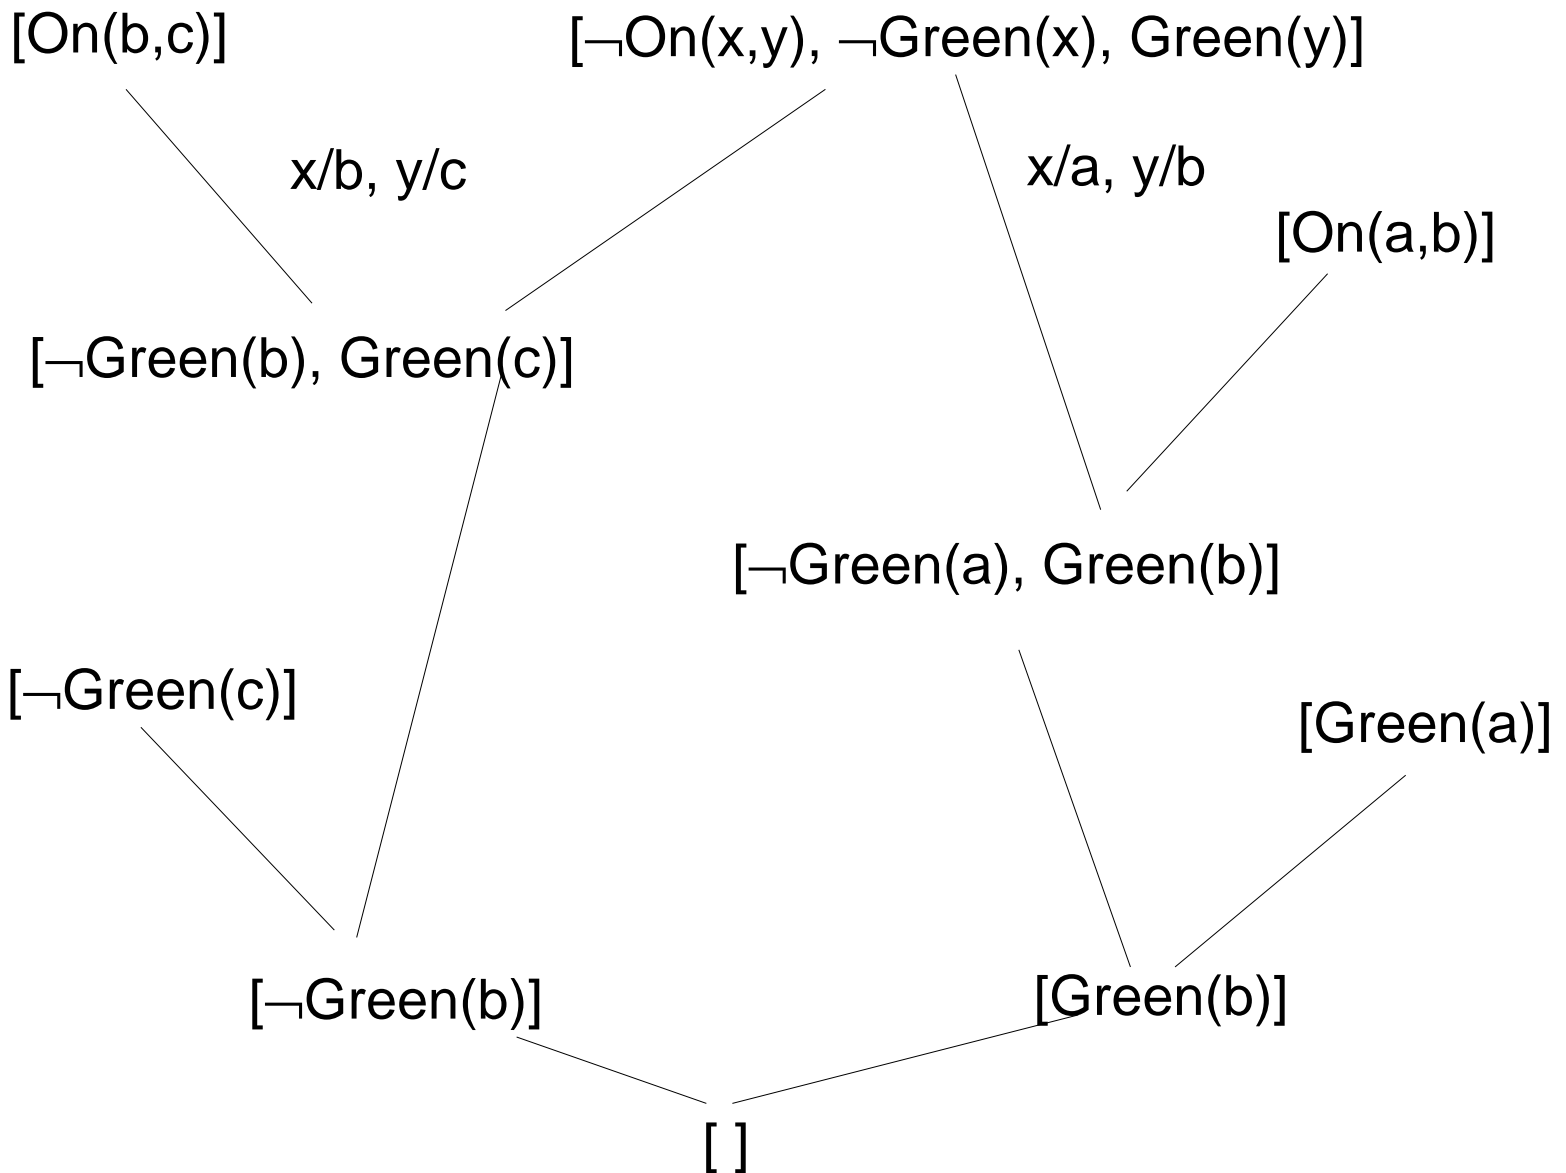 [On(b,c)]
[¬On(x,y), ¬Green(x), Green(y)]
x/b, y/c
x/a, y/b
[On(a,b)]
[¬Green(b), Green(c)]
[¬Green(a), Green(b)]
[¬Green(c)]
[Green(a)]
[¬Green(b)]
[Green(b)]
[ ]